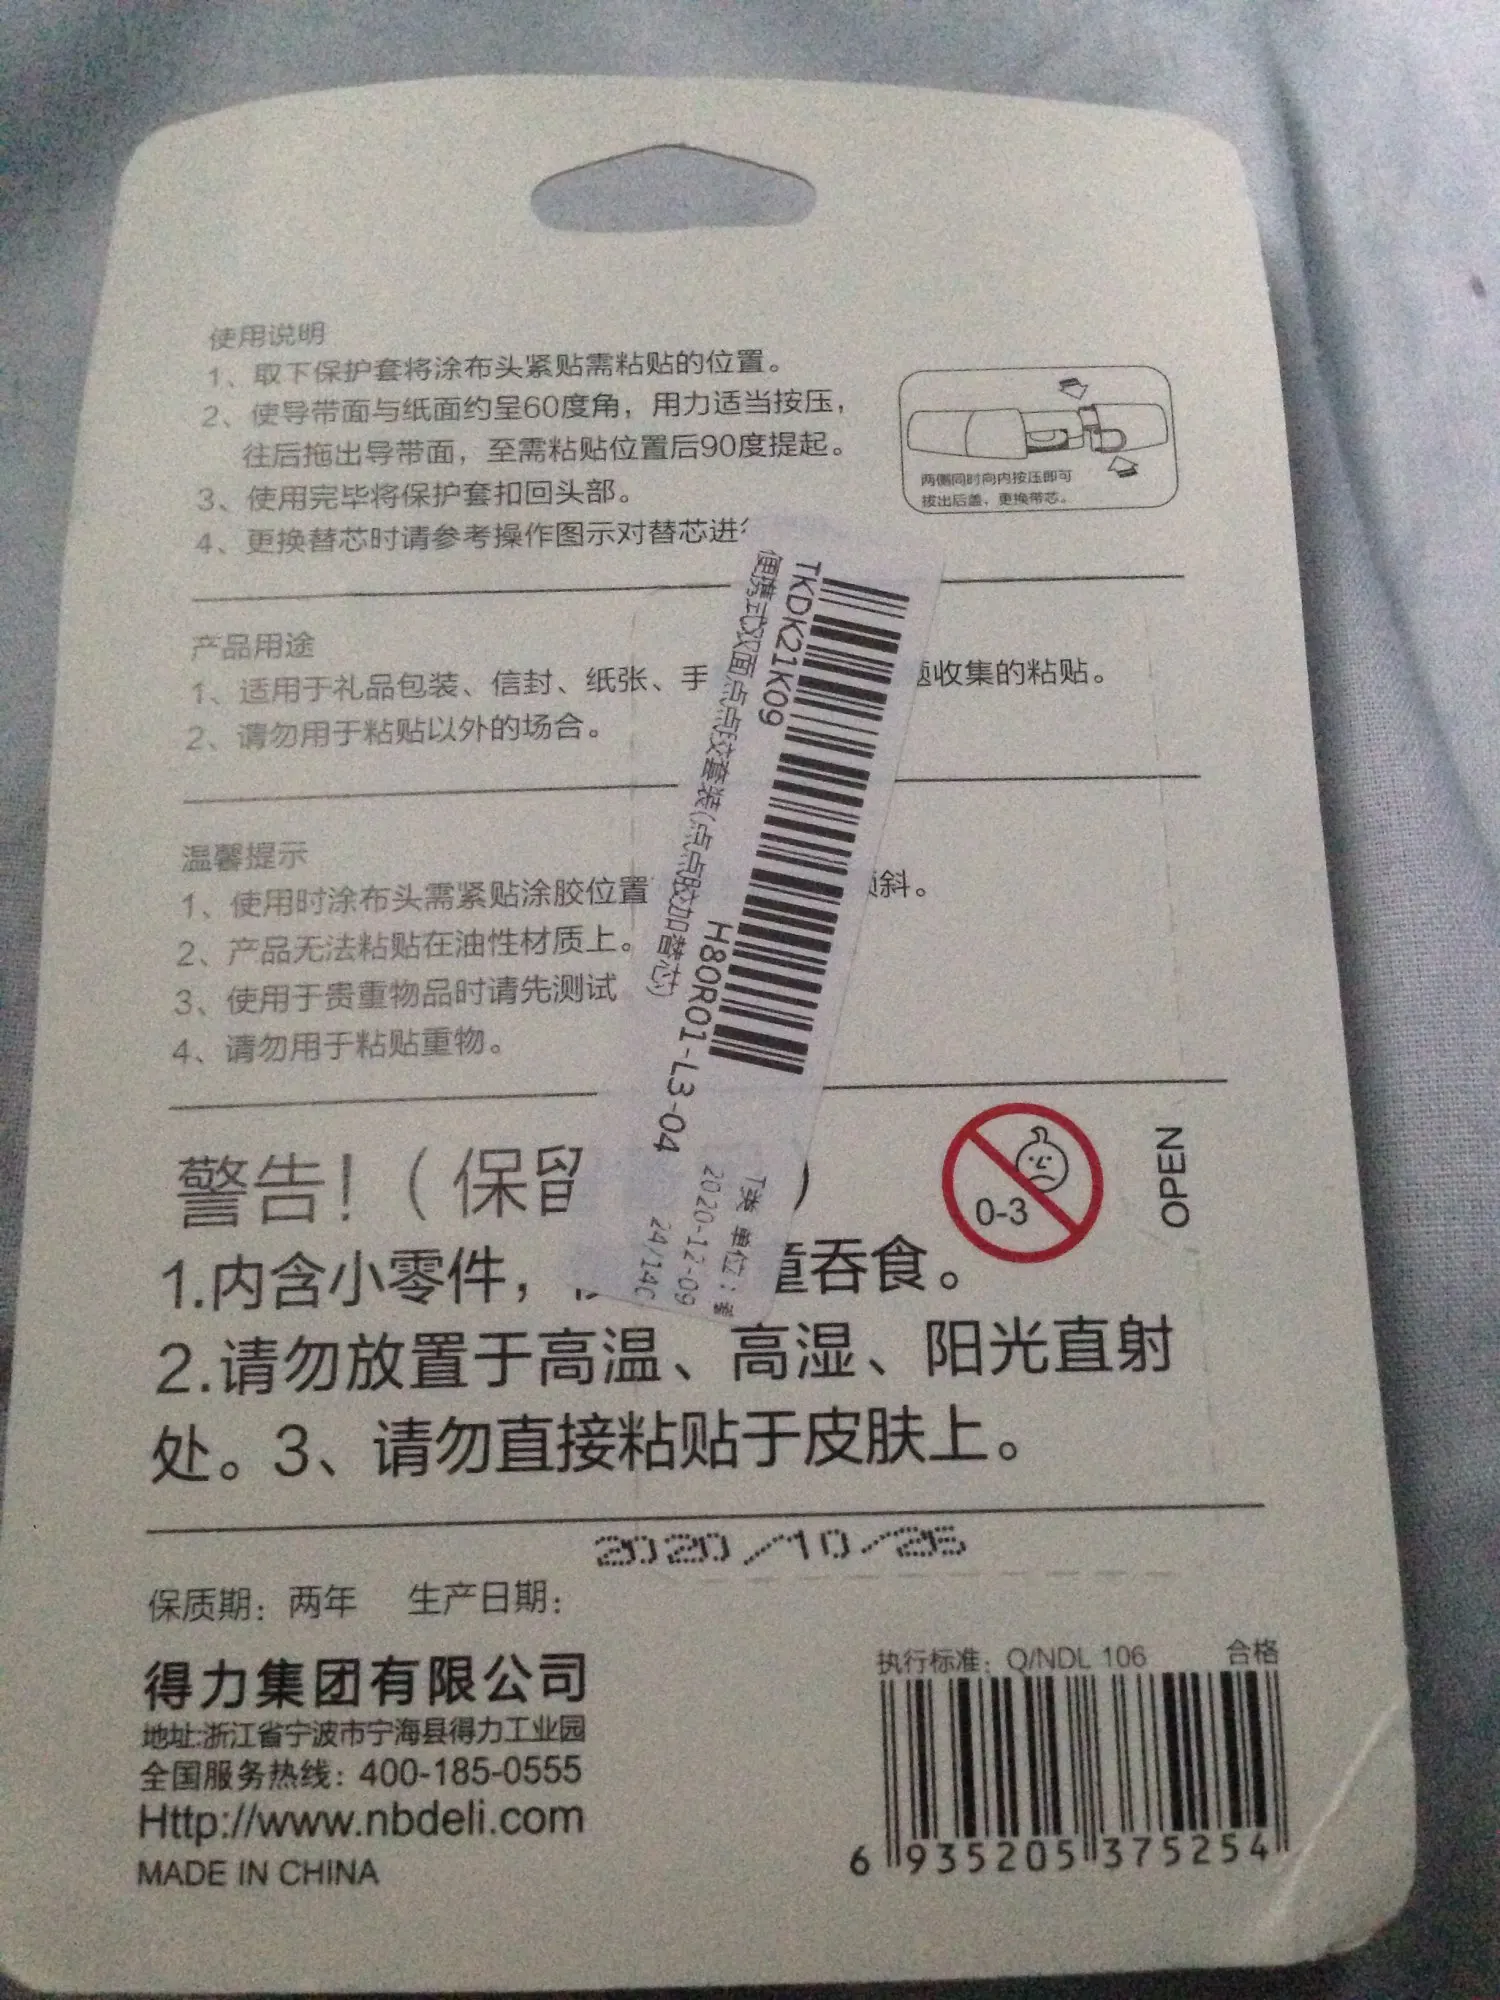 使用说明
1、取下保护套将涂布头紧贴需粘贴的位置。
2、使导带面与纸面约呈60度角，用力适当按压，
往后拖出导带面，至需粘贴位置后90度提起。
3、使用完毕将保护套扣回头部。
4、更换替芯时请参考操作图示对替芯进
两侧同时向内按压即可
拔出后盖，更换带芯。
产品用途
1、适用于礼品包装、信封、纸张、手
收集的粘贴。
2、请勿用于粘贴以外的场合。
温馨提示
1、使用时涂布头需紧贴涂胶位置
斜。
2、产品无法粘贴在油性材质上。
3、使用于贵重物品时请先测试
4、请勿用于粘贴重物。
TKDK21K09
便携式双面点点胶套装(点点胶加替芯)
H80R01-L3-04
T类 单位：套
2020-12-09
24/140
警告！（保留
）
0-3
OPEN
1.内含小零件，
童吞食。
2.请勿放置于高温、高湿、阳光直射
处。3、请勿直接粘贴于皮肤上。
2020/10/26
保质期：两年 生产日期：
得力集团有限公司
地址:浙江省宁波市宁海县得力工业园
全国服务热线：400-185-0555
Http://www.nbdeli.com
MADE IN CHINA
执行标准：Q/NDL 106 合格
6 935205 375254